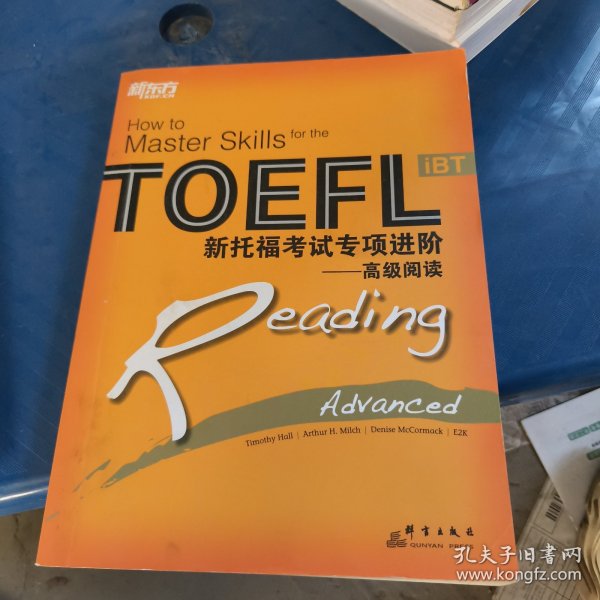 新东方
XDF.CN
How to
Master Skills for the
TOEFL iBT
新托福考试专项进阶
——高级阅读
Reading
Advanced
Timothy Hall | Arthur H. Milch | Denise McCormack | E2K
群言出版社
QUNYAN PRESS
孔夫子旧书网
www.kongfz.com